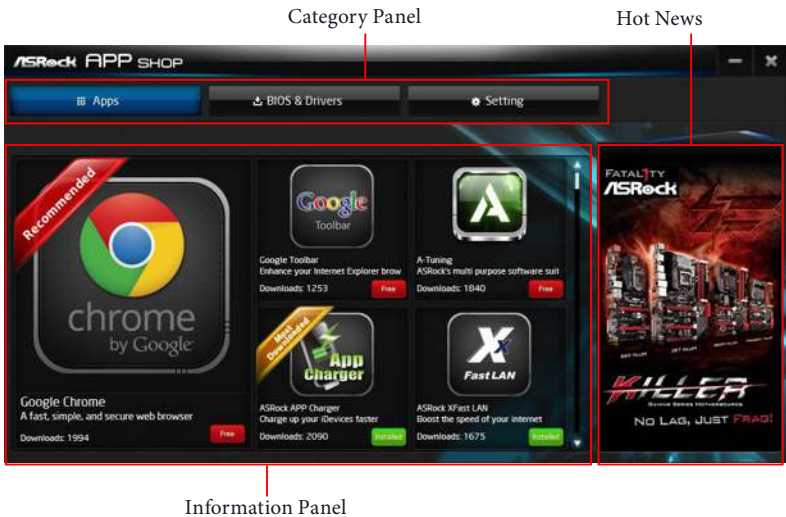 Category Panel
Hot News
ASRock APP SHOP
Apps
BIOS & Drivers
Setting
Recommended
chrome
by Google
Google Chrome
A fast, simple, and secure web browser
Downloads: 1994
Free
Google
Toolbar
Google Toolbar
Enhance your Internet Explorer brow
Downloads: 1253
Free
A
A-Tuning
ASRock's multi purpose software suit
Downloads: 1840
Free
Most
Downloaded
App
Charger
ASRock APP Charger
Charge up your iDevices faster
Downloads: 2090
Installed
X
Fast LAN
ASRock XFast LAN
Boost the speed of your internet
Downloads: 1675
Installed
FATAL1TY
ASRock
KILLER
GAMING SERIES MOTHERBOARDS
NO LAG, JUST FRAG!
Information Panel